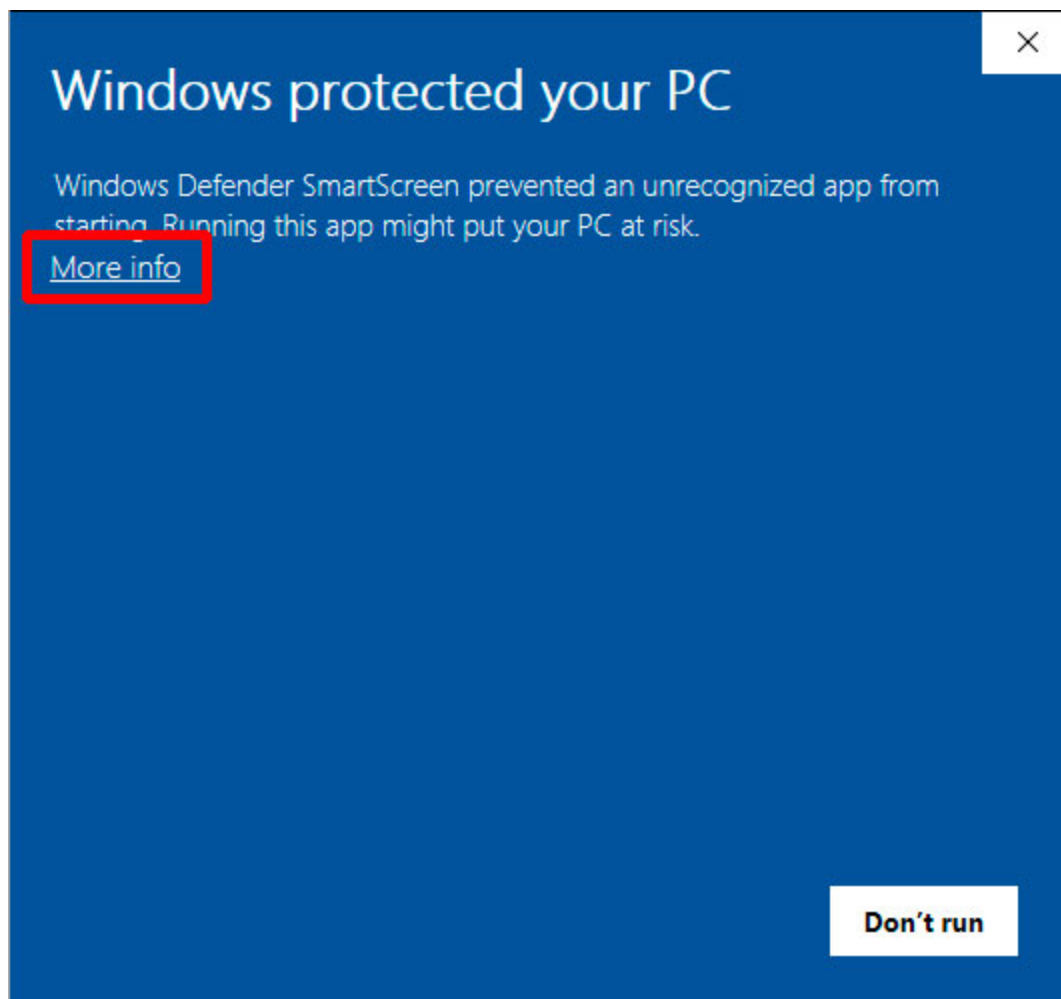 Windows protected your PC
Windows Defender SmartScreen prevented an unrecognized app from
starting. Running this app might put your PC at risk.
More info
Don't run